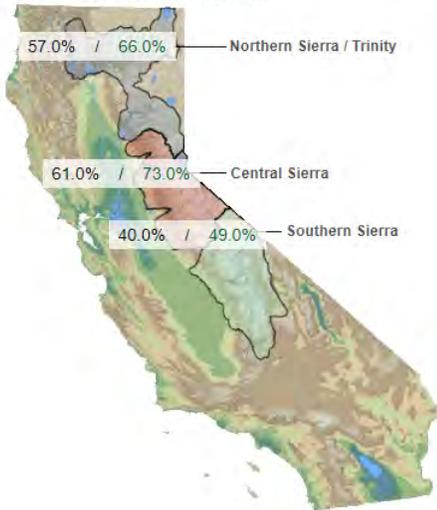 57.0% / 66.0% Northern Sierra / Trinity
61.0% / 73.0% Central Sierra
40.0% / 49.0% Southern Sierra